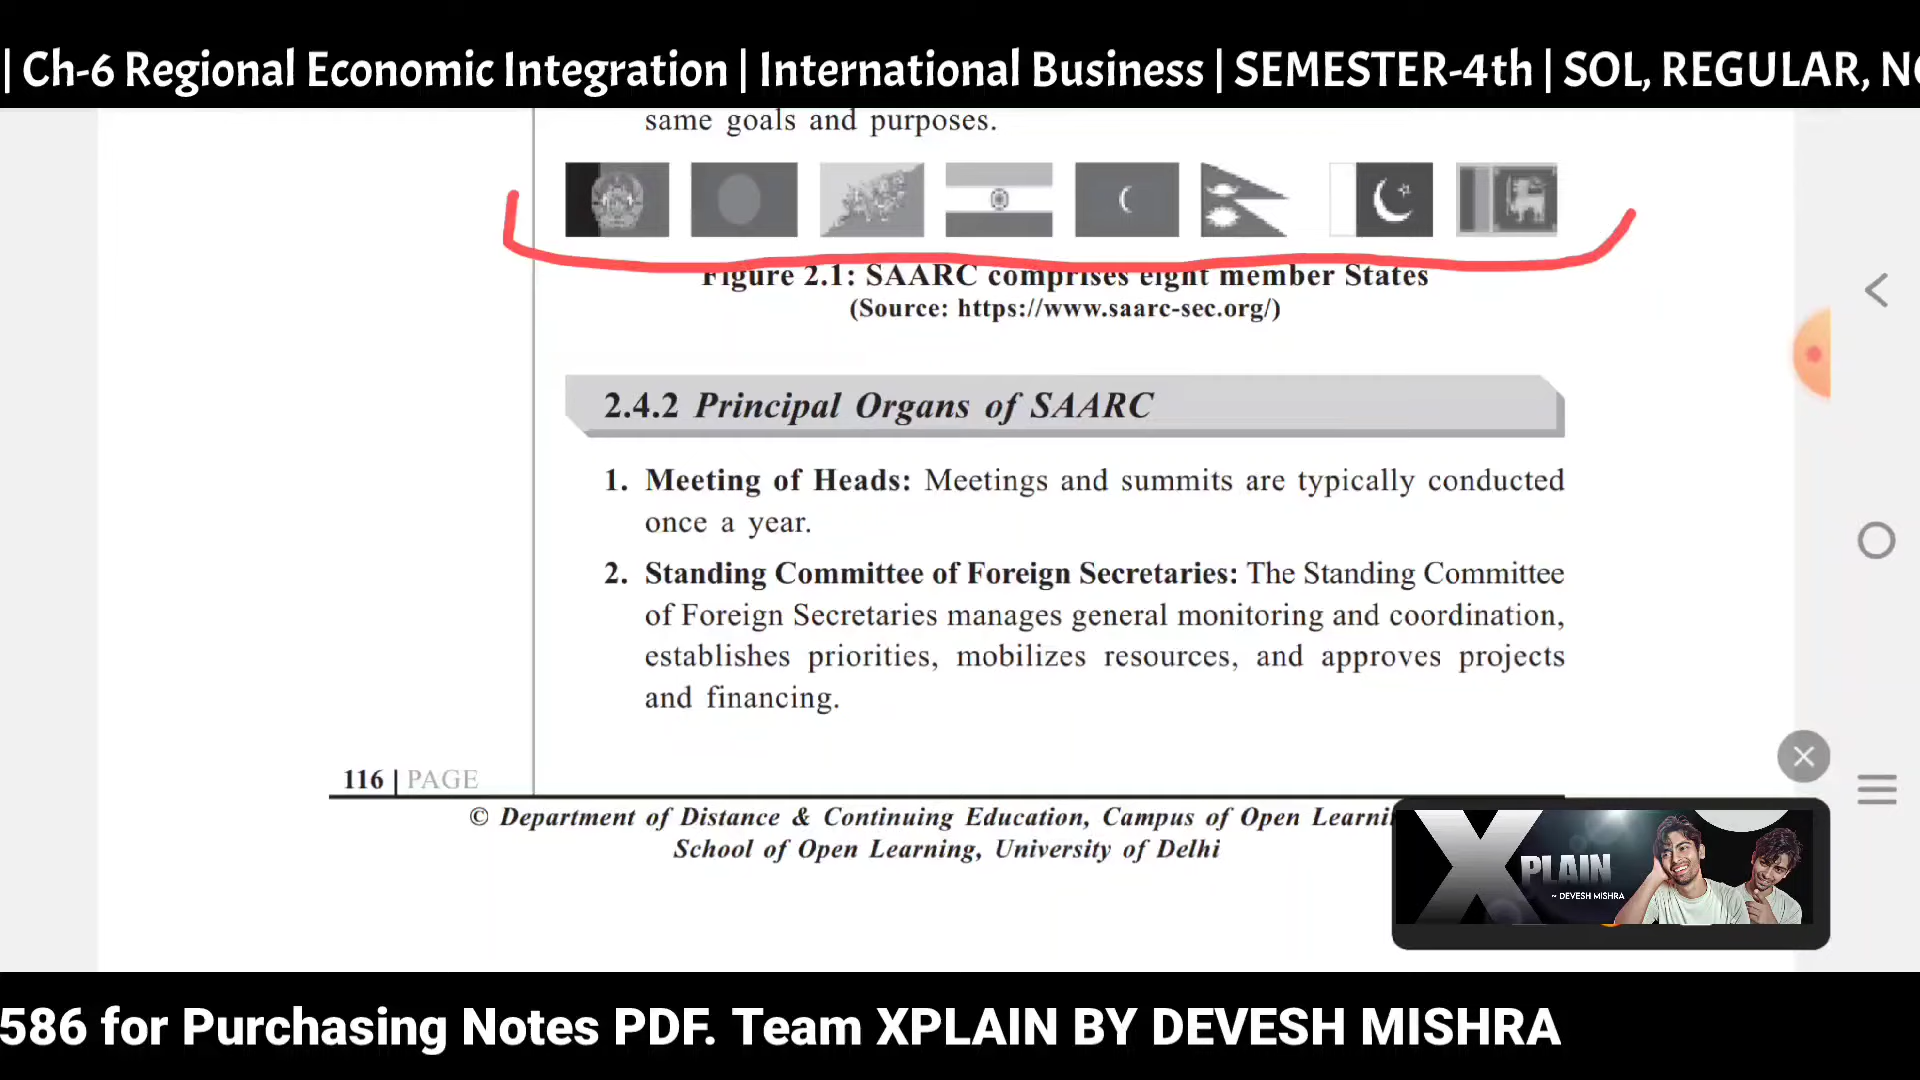 | Ch-6 Regional Economic Integration | International Business | SEMESTER-4th | SOL, REGULAR, NC
same goals and purposes.
Figure 2.1: SAARC comprises eight member States
(Source: https://www.saarc-sec.org/)
2.4.2 Principal Organs of SAARC
1. Meeting of Heads: Meetings and summits are typically conducted
once a year.
2. Standing Committee of Foreign Secretaries: The Standing Committee
of Foreign Secretaries manages general monitoring and coordination,
establishes priorities, mobilizes resources, and approves projects
and financing.
116 | PAGE
© Department of Distance & Continuing Education, Campus of Open Learni
School of Open Learning, University of Delhi
XPLAIN
~ DEVESH MISHRA
586 for Purchasing Notes PDF. Team XPLAIN BY DEVESH MISHRA